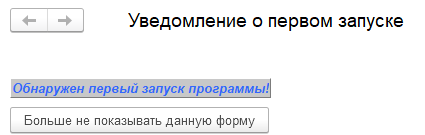 Уведомление о первом запуске
Обнаружен первый запуск программы!
Больше не показывать данную форму